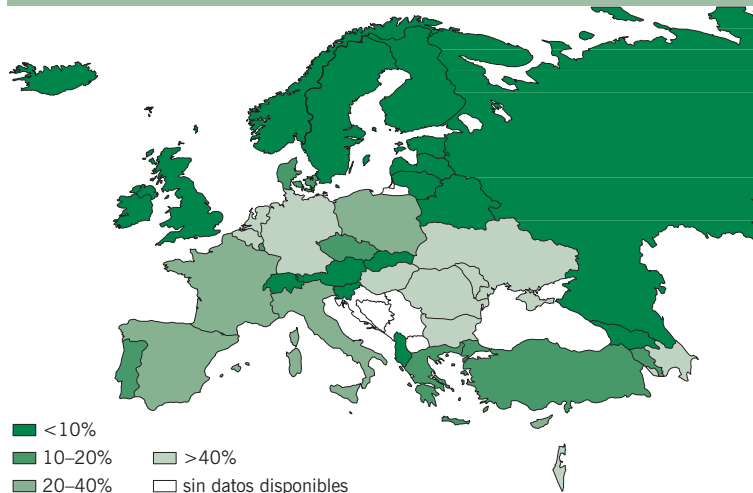 <10%
10–20%
20–40%
>40%
sin datos disponibles